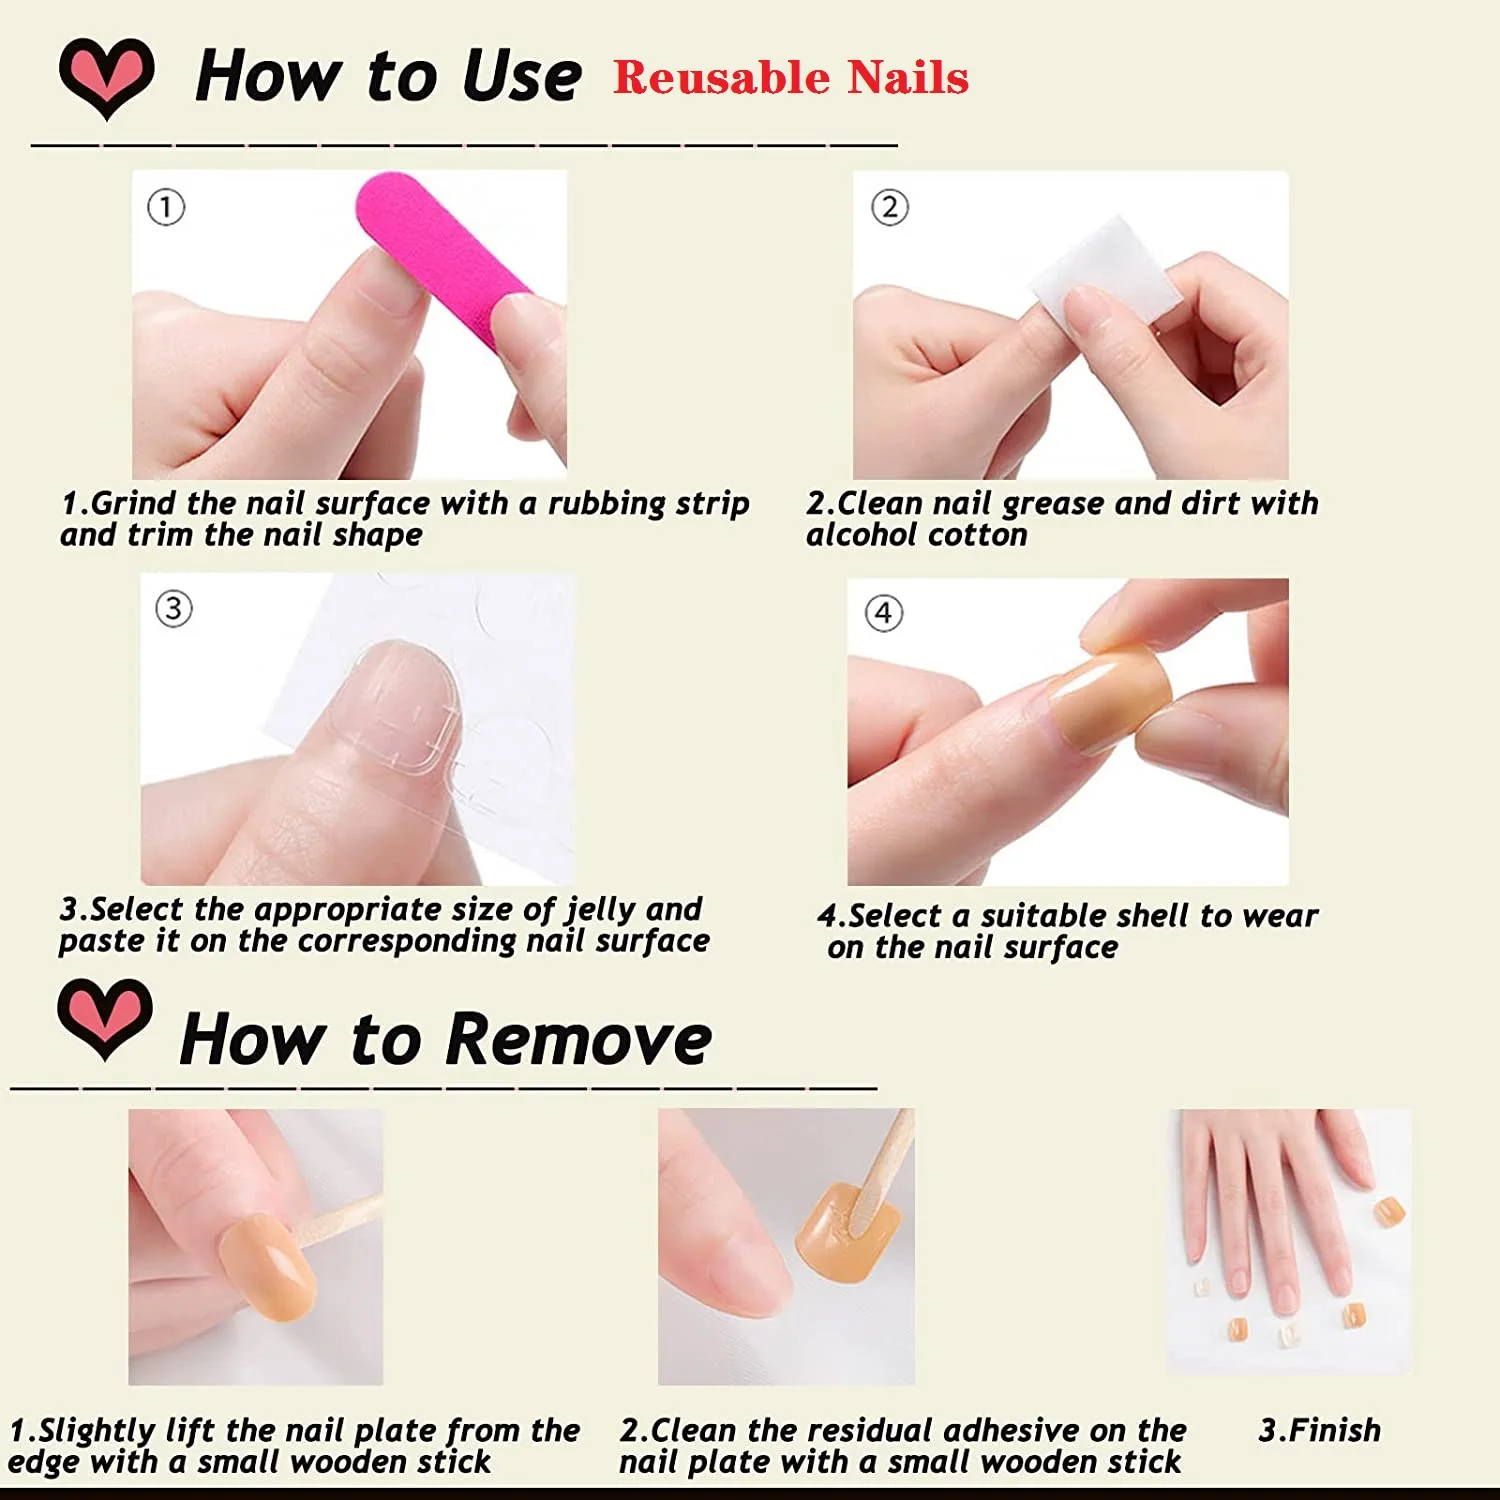 How to Use Reusable Nails
①
②
1.Grind the nail surface with a rubbing strip
and trim the nail shape
2.Clean nail grease and dirt with
alcohol cotton
③
④
3.Select the appropriate size of jelly and
paste it on the corresponding nail surface
4.Select a suitable shell to wear
on the nail surface
How to Remove
1.Slightly lift the nail plate from the
edge with a small wooden stick
2.Clean the residual adhesive on the
nail plate with a small wooden stick
3.Finish